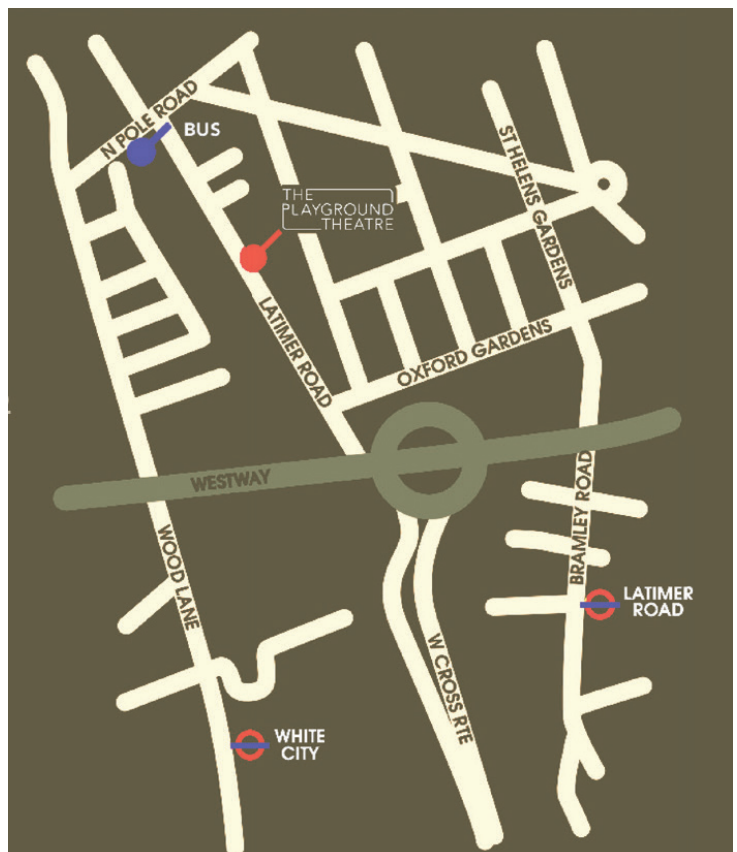 N POLE ROAD
BUS
ST HELENS GARDENS
THE
PLAYGROUND
THEATRE
LATIMER ROAD
OXFORD GARDENS
WESTWAY
WOOD LANE
BRAMLEY ROAD
LATIMER
ROAD
W CROSS RTE
WHITE
CITY